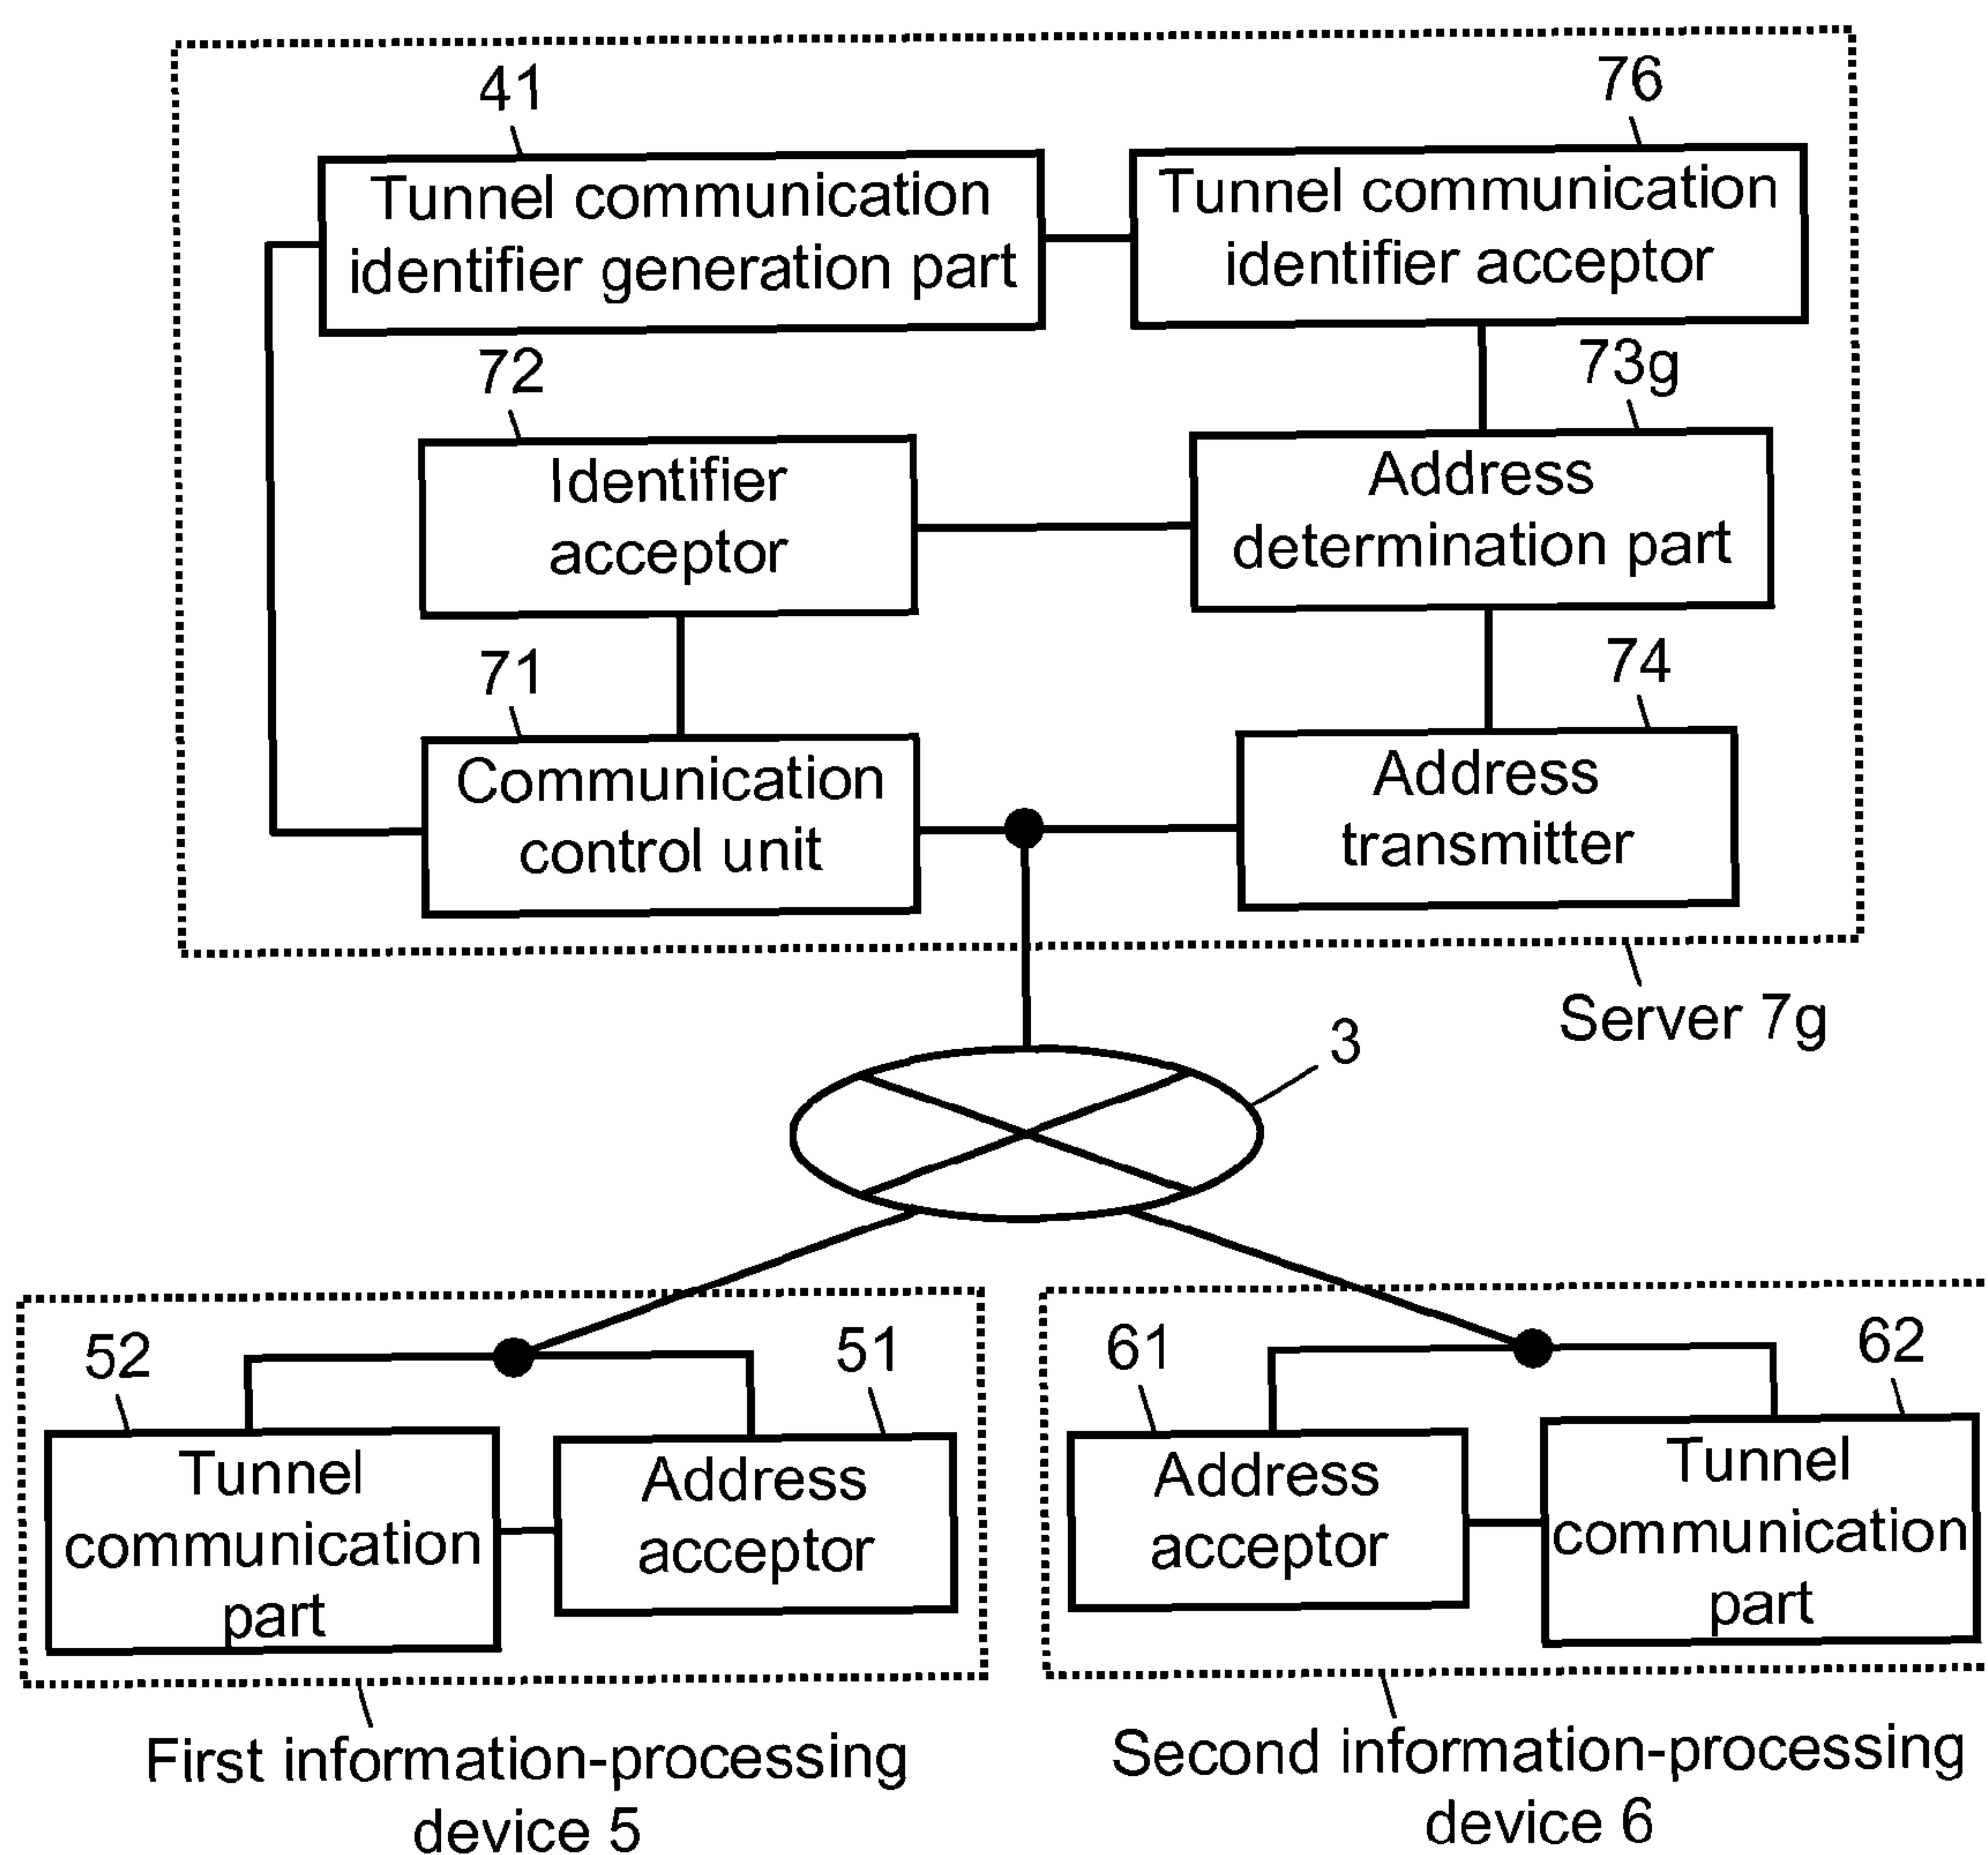 41
76
Tunnel communication
identifier generation part
Tunnel communication
identifier acceptor
72
73g
Identifier
acceptor
Address
determination part
71
74
Communication
control unit
Address
transmitter
Server 7g
3
52
51
61
62
Tunnel
communication
part
Address
acceptor
Address
acceptor
Tunnel
communication
part
First information-processing
device 5
Second information-processing
device 6